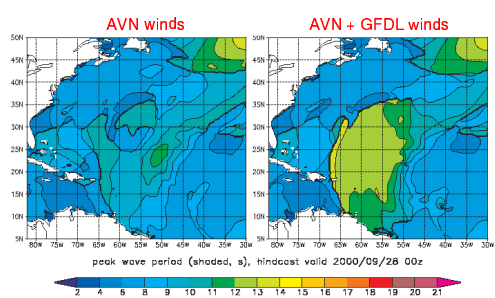 AVN winds
AVN + GFDL winds
50N 50N
45N 45N
40N 40N
35N 35N
30N 30N
25N 25N
20N 20N
15N 15N
10N 10N
5N 5N
80W 75W 70W 65W 60W 55W 50W 45W 40W 35W 30W 80W 75W 70W 65W 60W 55W 50W 45W 40W 35W 30W
peak wave period (shaded, s), hindcast valid 2000/09/28 00z
2 4 6 8 9 10 11 12 13 14 15 16 17 18 19 20 21